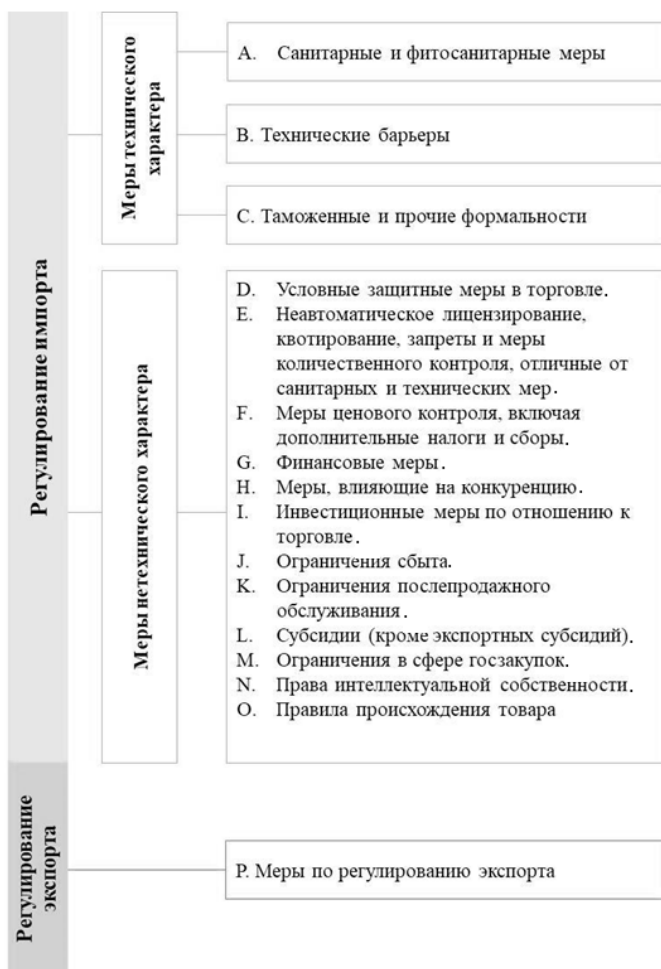 Регулирование импорта
Меры технического
характера
A. Санитарные и фитосанитарные меры
B. Технические барьеры
C. Таможенные и прочие формальности
Меры нетехнического характера
D. Условные защитные меры в торговле.
E. Неавтоматическое лицензирование,
квотирование, запреты и меры
количественного контроля, отличные от
санитарных и технических мер.
F. Меры ценового контроля, включая
дополнительные налоги и сборы.
G. Финансовые меры.
H. Меры, влияющие на конкуренцию.
I. Инвестиционные меры по отношению к
торговле.
J. Ограничения сбыта.
K. Ограничения послепродажного
обслуживания.
L. Субсидии (кроме экспортных субсидий).
M. Ограничения в сфере госзакупок.
N. Права интеллектуальной собственности.
O. Правила происхождения товара
Регулирование
экспорта
P. Меры по регулированию экспорта